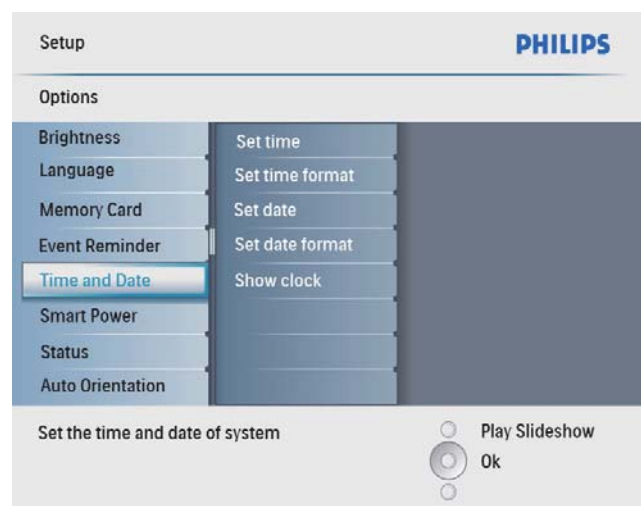 Setup
PHILIPS
Options
Brightness
Language
Memory Card
Event Reminder
Time and Date
Smart Power
Status
Auto Orientation
Set time
Set time format
Set date
Set date format
Show clock
Set the time and date of system
Play Slideshow
Ok